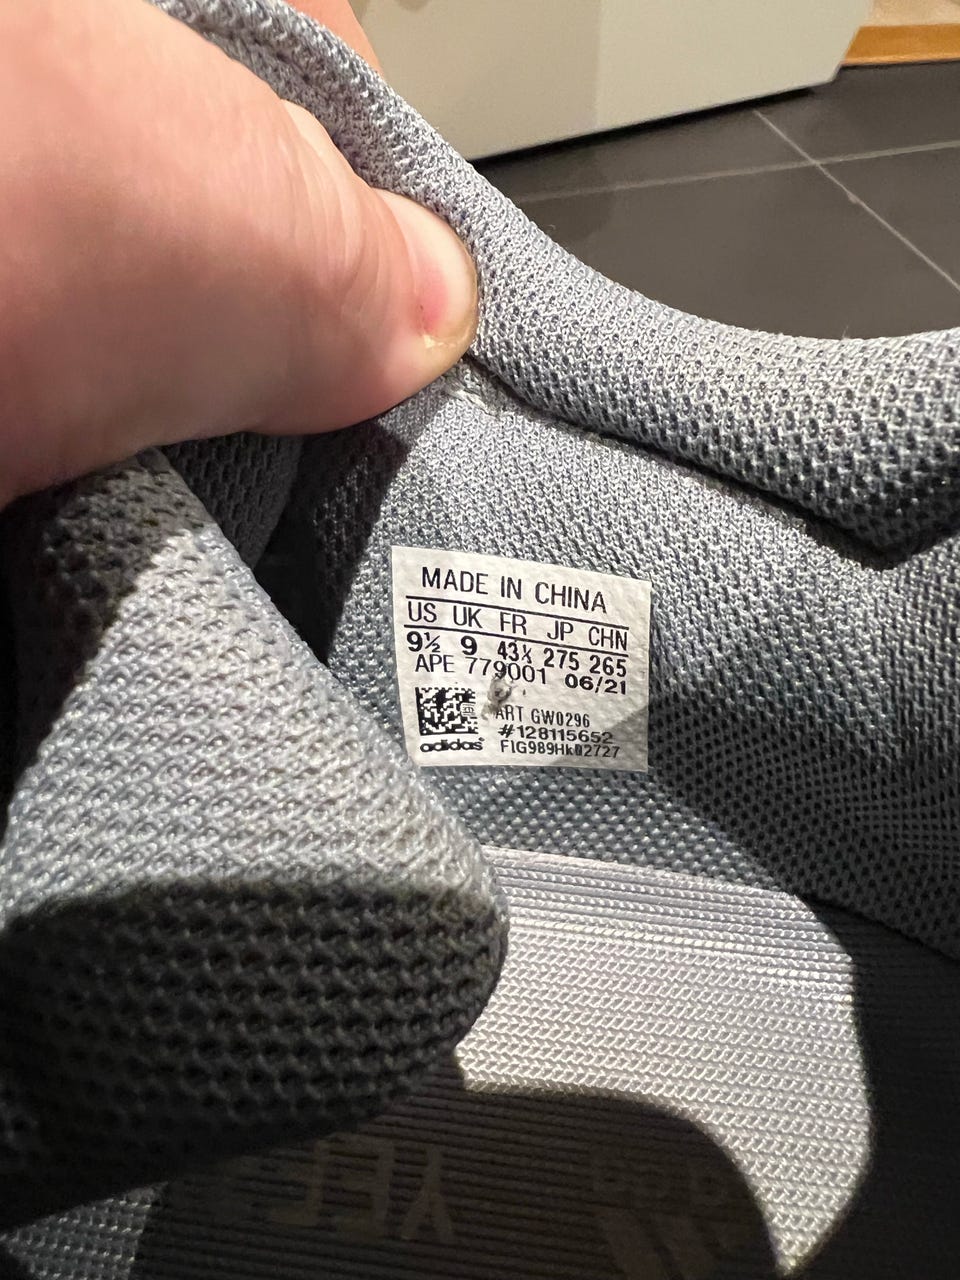 MADE IN CHINA
US UK FR JP CHN
9½ 9 43⅓ 275 265
APE 779001 06/21
ART GW0296
#128115652
F1G989HkQ2727
adidas